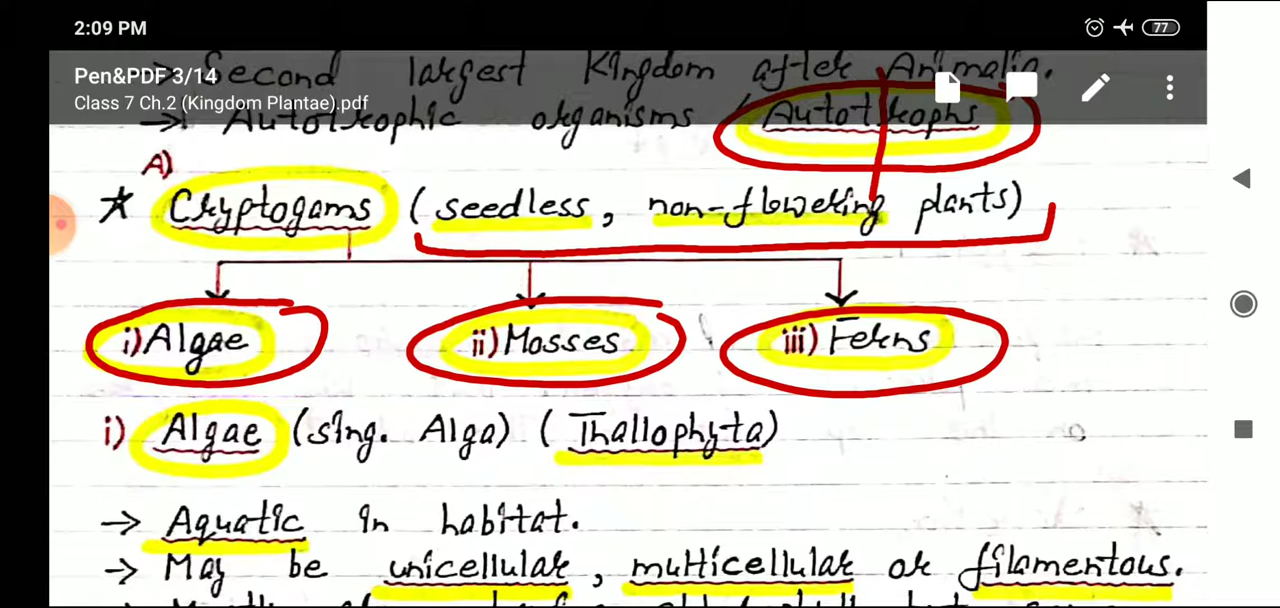 2:09 PM
77
→ Second largest Kingdom after Animalia.
Pen&PDF 3/14
Class 7 Ch.2 (Kingdom Plantae).pdf
→ Autotrophic organisms (Autotrophs
A)
★ Cryptogams (seedless, non-flowering plants)
i) Algae ii) Mosses iii) Ferns
i) Algae (sing. Alga) (Thallophyta)
→ Aquatic in habitat.
→ May be unicellular, multicellular or filamentous.